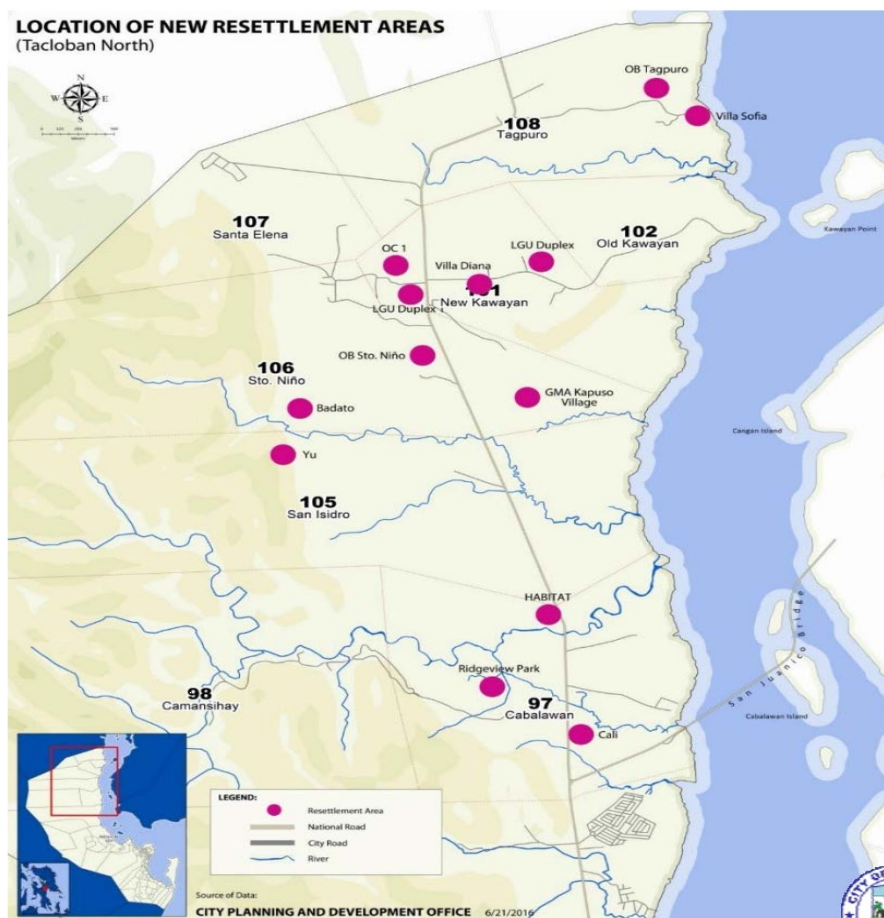 LOCATION OF NEW RESETTLEMENT AREAS
(Tacloban North)
N
W
E
S
OB Tagpuro
Villa Sofia
108
Tagpuro
107
Santa Elena
102
Old Kawayan
Kawayan Point
OC 1
Villa Diana
LGU Duplex
LGU Duplex 1
New Kawayan
OB Sto. Niño
106
Sto. Niño
Badato
GMA Kapuso
Village
Cangan Island
Yu
105
San Isidro
HABITAT
Ridgeview Park
98
Camansihay
97
Cabalawan
Cali
San Juanico Bridge
Cabalawan Island
LEGEND:
Resettlement Area
National Road
City Road
River
Source of Data:
CITY PLANNING AND DEVELOPMENT OFFICE 6/21/2016
CITY OF